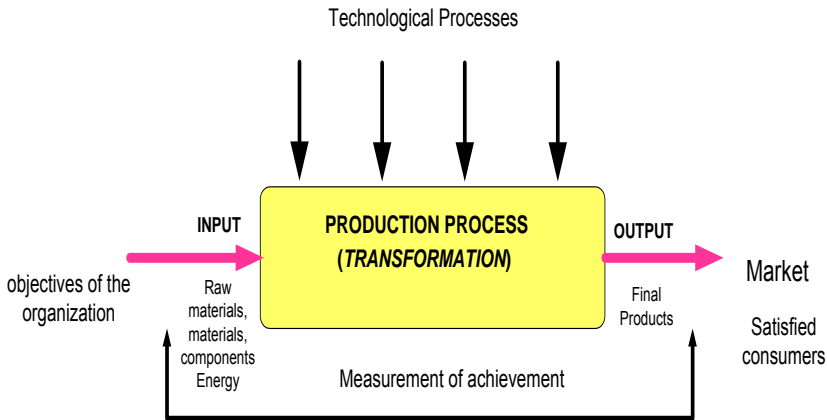 Technological Processes
INPUT
PRODUCTION PROCESS
(TRANSFORMATION)
OUTPUT
objectives of the
organization
Raw
materials,
materials,
components
Energy
Final
Products
Market
Satisfied
consumers
Measurement of achievement